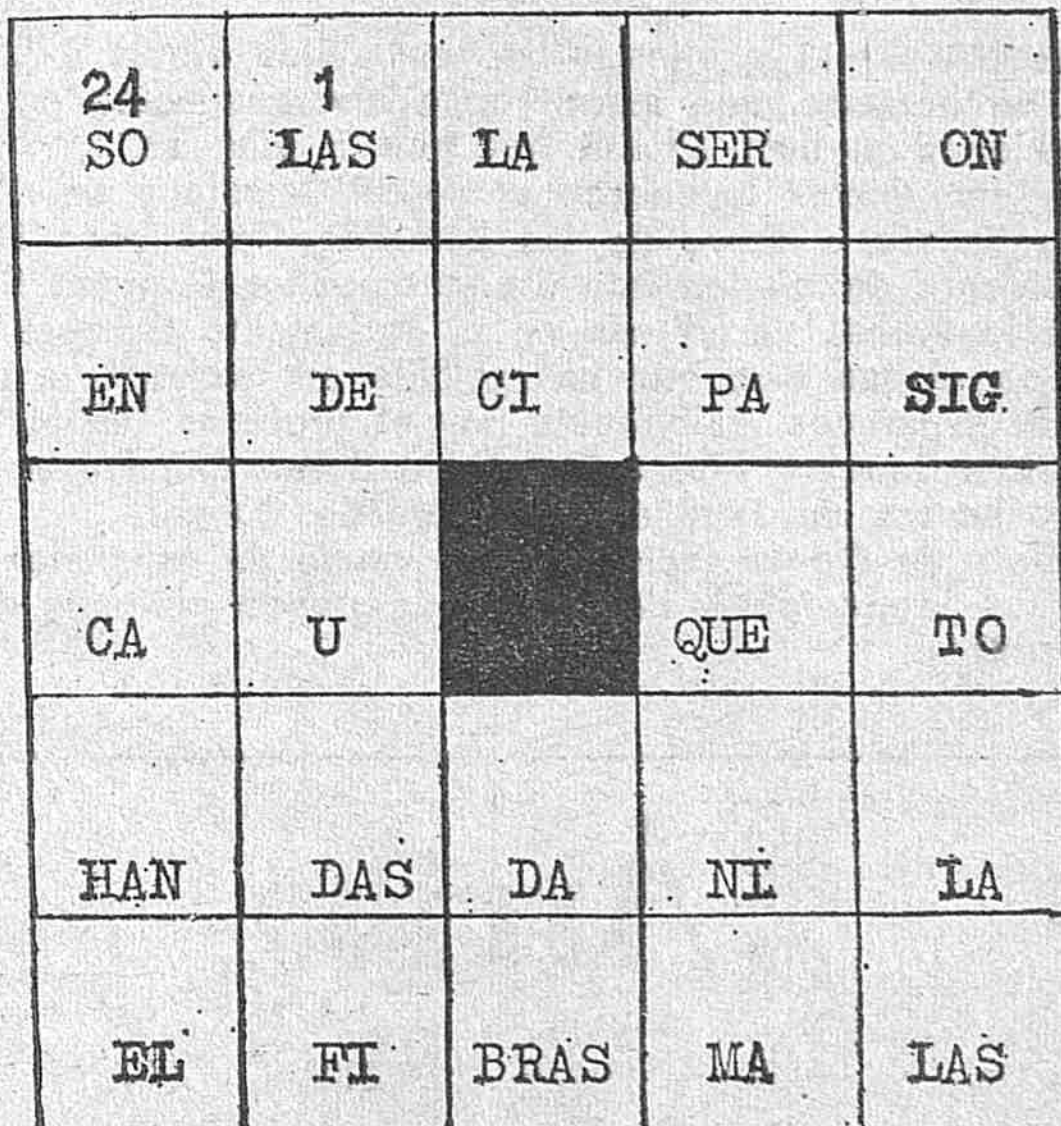 24 1
SO LAS LA SER ON
EN DE CI PA SIG.
CA U QUE TO
HAN DAS DA NI LA
EL FI BRAS MA LAS